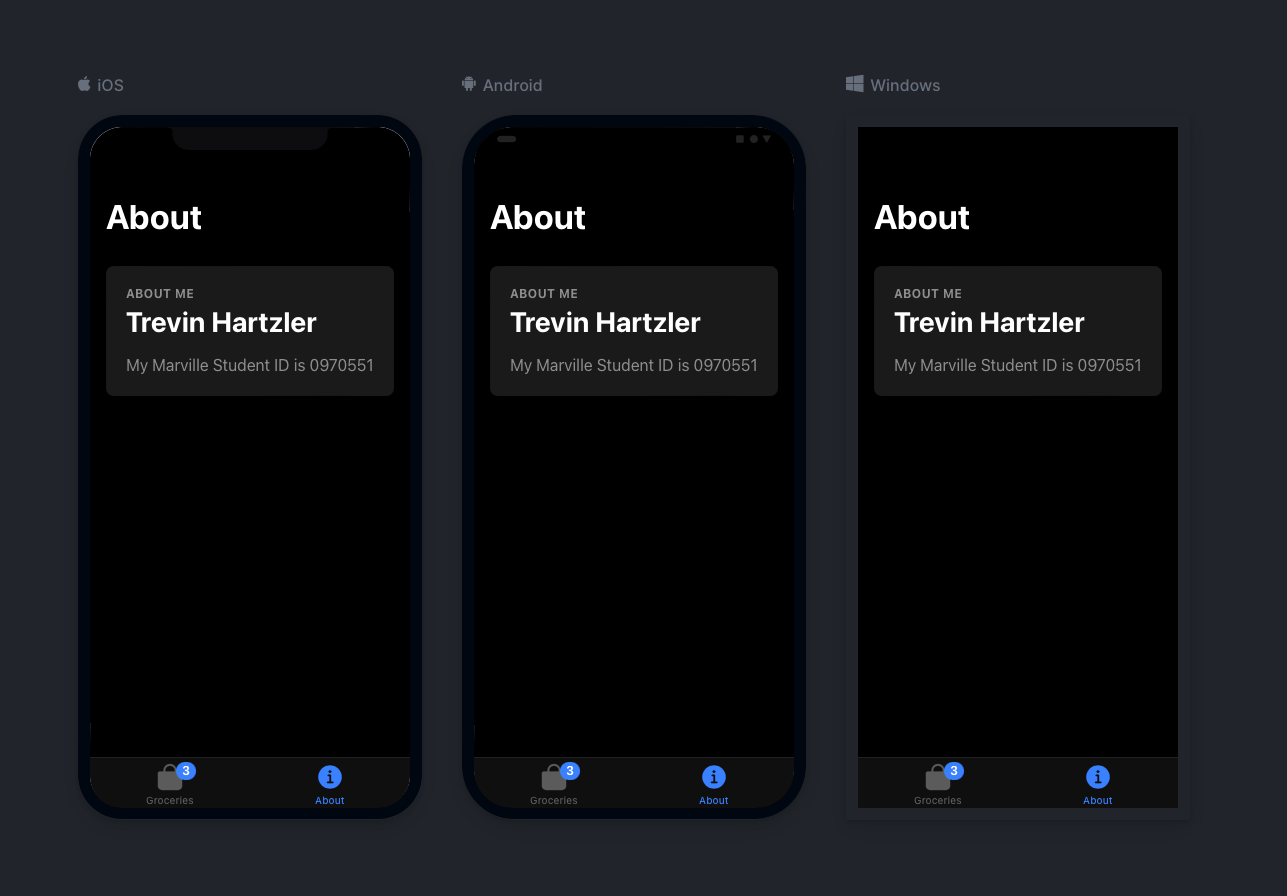 iOS
Android
Windows
About
ABOUT ME
Trevin Hartzler
My Marville Student ID is 0970551
3
Groceries
About
About
ABOUT ME
Trevin Hartzler
My Marville Student ID is 0970551
3
Groceries
About
About
ABOUT ME
Trevin Hartzler
My Marville Student ID is 0970551
3
Groceries
About